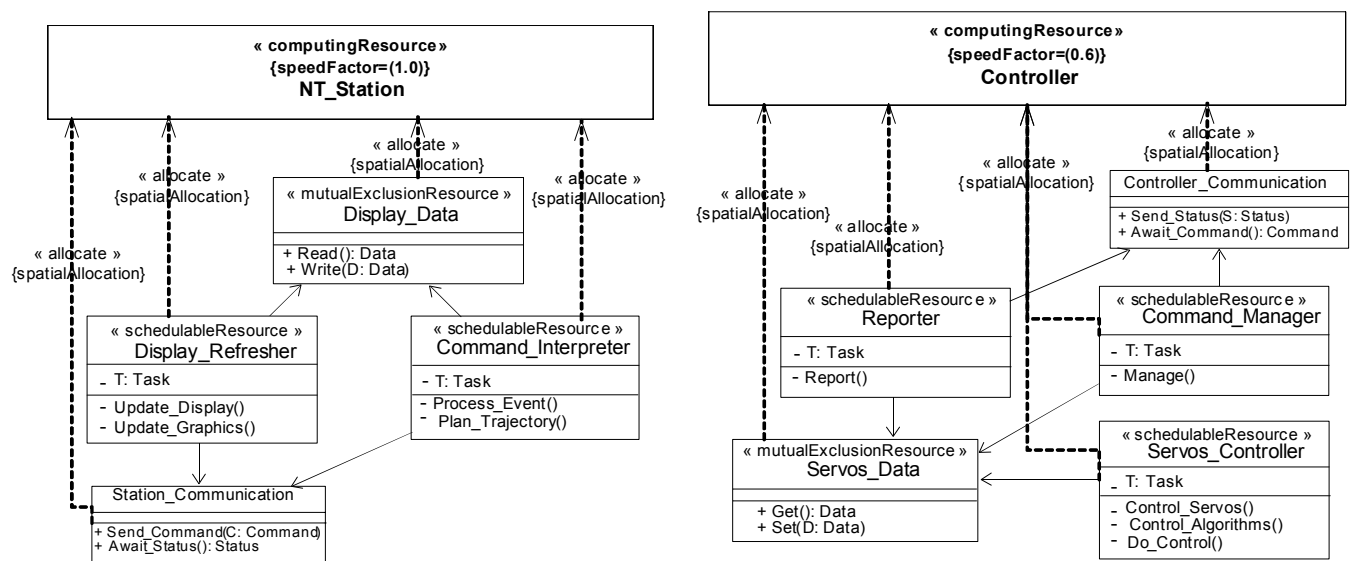 « computingResource »
{speedFactor=(1.0)}
NT_Station
« allocate »
{spatialAllocation}
« allocate »
{spatialAllocation}
« allocate »
{spatialAllocation}
« allocate »
{spatialAllocation}
« mutualExclusionResource »
Display_Data
+ Read(): Data
+ Write(D: Data)
« schedulableResource »
Display_Refresher
- T: Task
- Update_Display()
- Update_Graphics()
« schedulableResource »
Command_Interpreter
- T: Task
- Process_Event()
- Plan_Trajectory()
Station_Communication
+ Send_Command(C: Command)
+ Await_Status(): Status
« computingResource »
{speedFactor=(0.6)}
Controller
« allocate »
{spatialAllocation}
« allocate »
{spatialAllocation}
« allocate »
{spatialAllocation}
« allocate »
{spatialAllocation}
Controller_Communication
+ Send_Status(S: Status)
+ Await_Command(): Command
« schedulableResource »
Reporter
- T: Task
- Report()
« schedulableResource »
Command_Manager
- T: Task
- Manage()
« mutualExclusionResource »
Servos_Data
+ Get(): Data
+ Set(D: Data)
« schedulableResource »
Servos_Controller
- T: Task
- Control_Servos()
- Control_Algorithms()
- Do_Control()